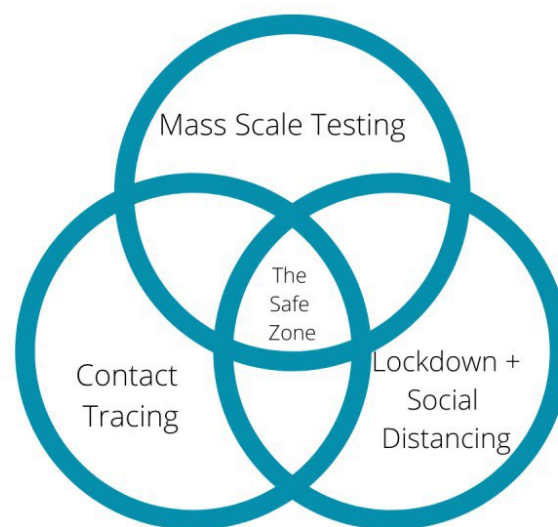 Mass Scale Testing
The
Safe
Zone
Contact
Tracing
Lockdown +
Social
Distancing